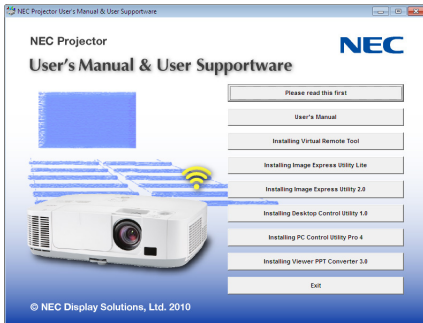 NEC Projector User's Manual & User Supportware
NEC Projector
NEC
User's Manual & User Supportware
Please read this first
User's Manual
Installing Virtual Remote Tool
Installing Image Express Utility Lite
Installing Image Express Utility 2.0
Installing Desktop Control Utility 1.0
Installing PC Control Utility Pro 4
Installing Viewer PPT Converter 3.0
Exit
© NEC Display Solutions, Ltd. 2010